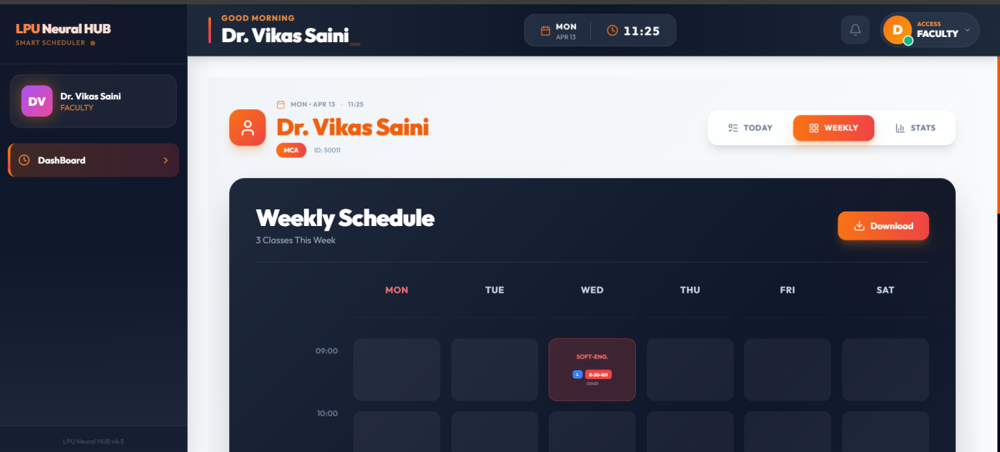 LPU Neural HUB
SMART SCHEDULER
DV
Dr. Vikas Saini
FACULTY
DashBoard
LPU Neural HUB v4.5
GOOD MORNING
Dr. Vikas Saini_
MON
APR 13
11:25
D
ACCESS
FACULTY
MON • APR 13 · 11:25
Dr. Vikas Saini
MCA ID: 50011
TODAY
WEEKLY
STATS
Weekly Schedule
3 Classes This Week
Download
MON TUE WED THU FRI SAT
09:00
SOFT-ENG.
L R-30-101
D2422
10:00